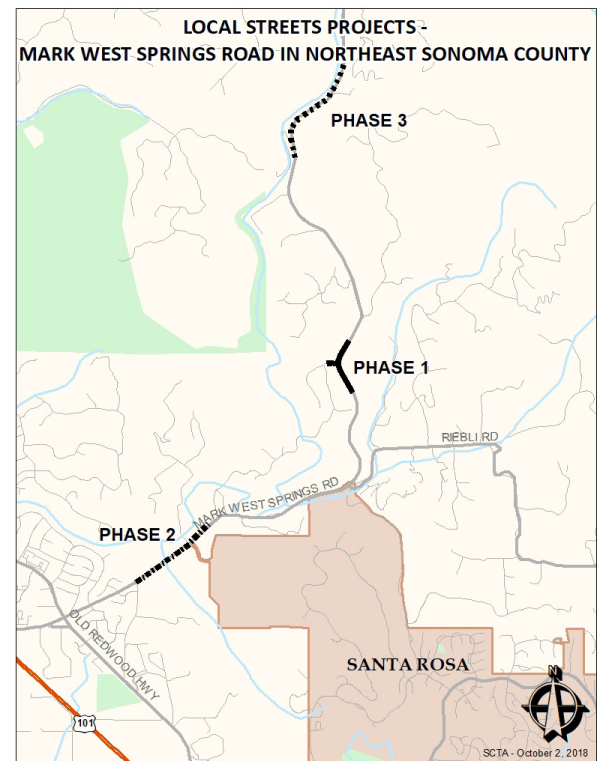 LOCAL STREETS PROJECTS -
MARK WEST SPRINGS ROAD IN NORTHEAST SONOMA COUNTY
PHASE 3
PHASE 1
RIEBLI RD
MARK WEST SPRINGS RD
PHASE 2
OLD REDWOOD HWY
SANTA ROSA
N
101
SCTA - October 2, 2018